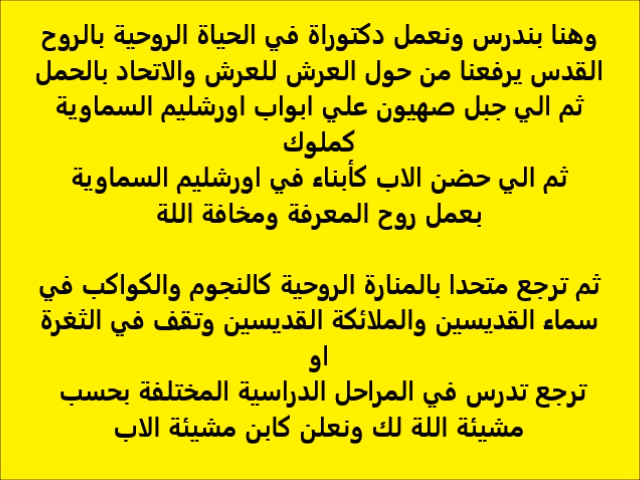 وهنا بندرس ونعمل دكتوراة في الحياة الروحية بالروح
القدس يرفعنا من حول العرش للعرش والاتحاد بالحمل
ثم الي جبل صهيون علي ابواب اورشليم السماوية
كملوك
ثم الي حضن الاب كأبناء في اورشليم السماوية
بعمل روح المعرفة ومخافة اللة
ثم ترجع متحدا بالمنارة الروحية كالنجوم والكواكب في
سماء القديسين والملائكة القديسين وتقف في الثغرة
او
ترجع تدرس في المراحل الدراسية المختلفة بحسب
مشيئة اللة لك ونعلن كابن مشيئة الاب